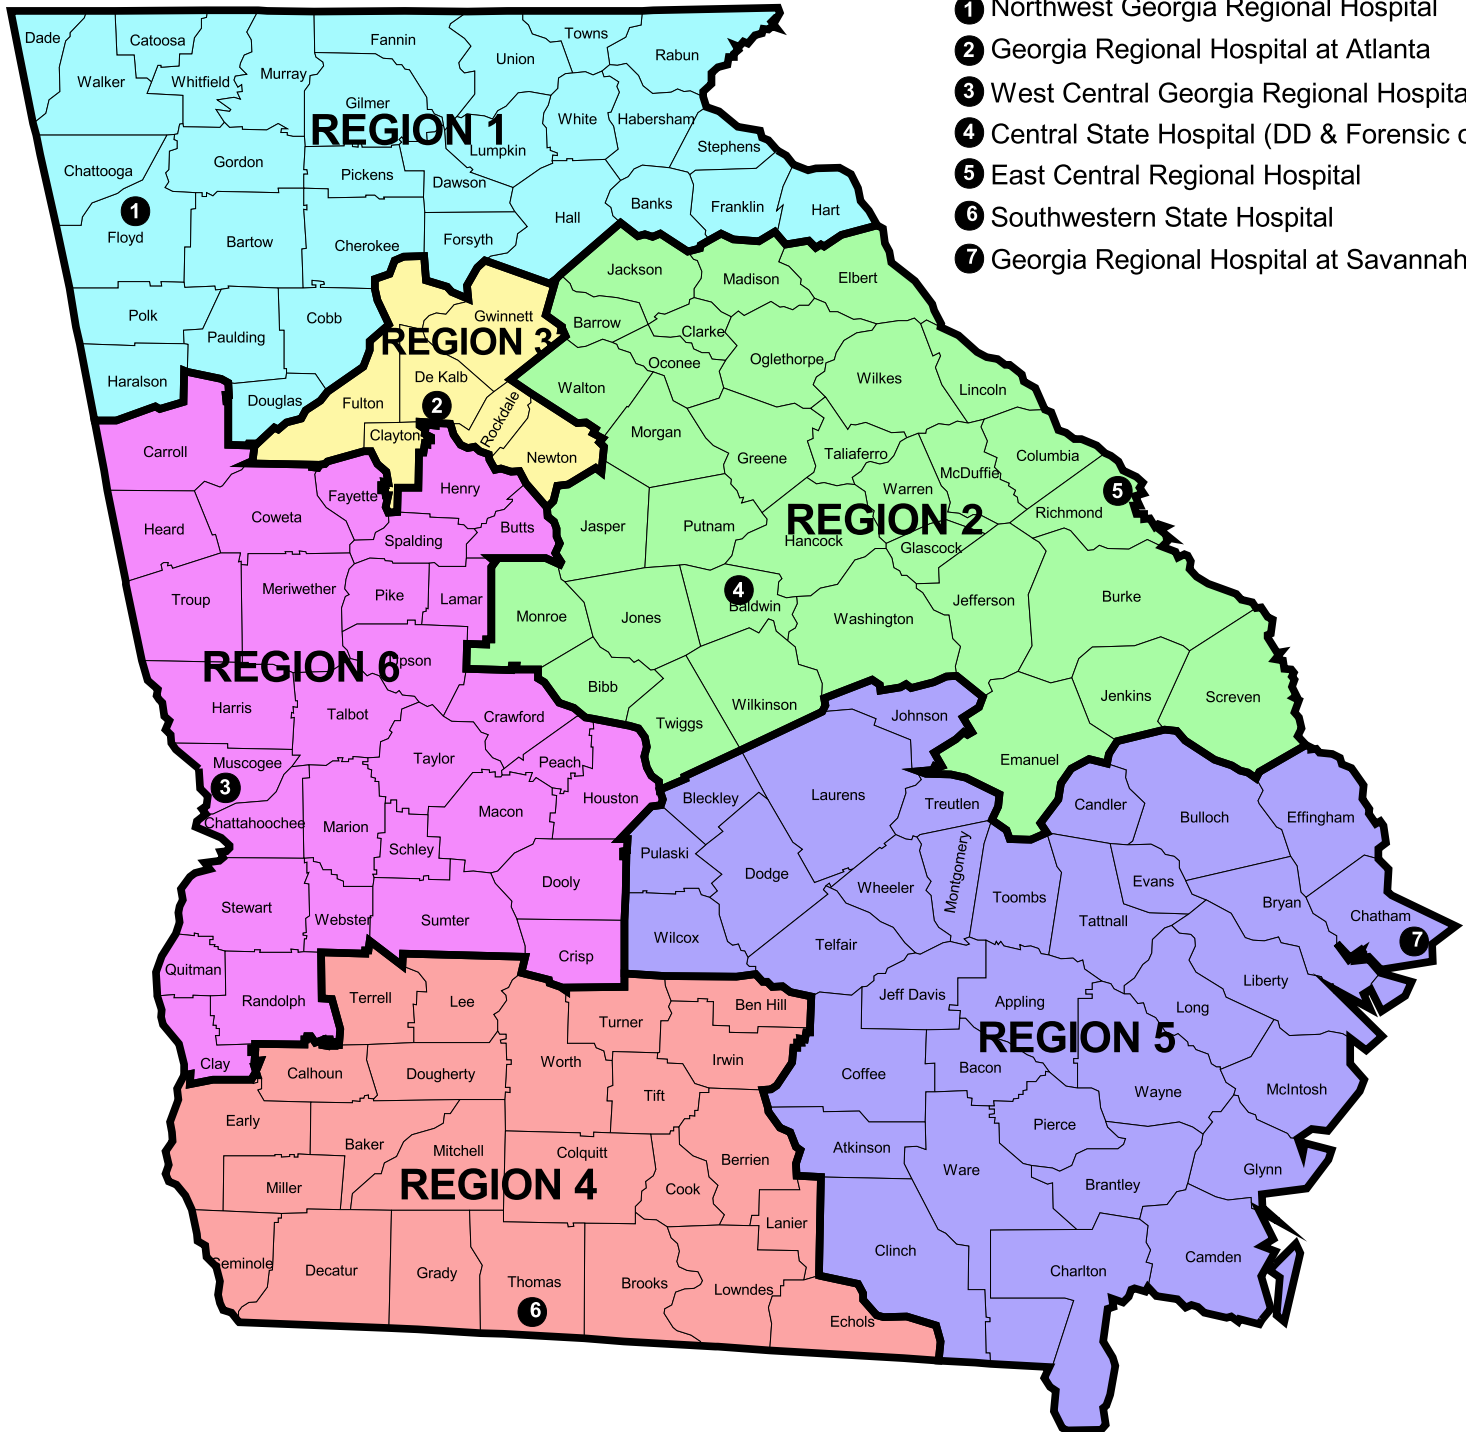 1 Northwest Georgia Regional Hospital
2 Georgia Regional Hospital at Atlanta
3 West Central Georgia Regional Hospita
4 Central State Hospital (DD & Forensic
5 East Central Regional Hospital
6 Southwestern State Hospital
7 Georgia Regional Hospital at Savannah
Dade
Catoosa
Fannin
Towns
Union
Rabun
Walker
Whitfield
Murray
Gilmer
White
Habersham
REGION 1
Lumpkin
Stephens
Chattooga
Gordon
Pickens
Dawson
Banks
Franklin
Hart
1
Floyd
Bartow
Cherokee
Forsyth
Hall
Polk
Paulding
Cobb
Haralson
Douglas
Gwinnett
REGION 3
De Kalb
2
Fulton
Rockdale
Clayton
Newton
Jackson
Madison
Elbert
Barrow
Clarke
Oconee
Oglethorpe
Walton
Wilkes
Lincoln
Morgan
Greene
Taliaferro
McDuffie
Columbia
Warren
5
Richmond
Jasper
Putnam
REGION 2
Hancock
Glascock
4
Baldwin
Monroe
Jones
Washington
Jefferson
Burke
Bibb
Twiggs
Wilkinson
Jenkins
Screven
Emanuel
Carroll
Heard
Coweta
Fayette
Henry
Butts
Spalding
Troup
Meriwether
Pike
Lamar
REGION 6
Upson
Harris
Talbot
Crawford
Taylor
Peach
Muscogee
3
Houston
Chattahoochee
Marion
Macon
Schley
Dooly
Stewart
Webster
Sumter
Crisp
Quitman
Randolph
Clay
Johnson
Bleckley
Laurens
Treutlen
Candler
Bulloch
Effingham
Pulaski
Dodge
Wheeler
Montgomery
Toombs
Evans
Tattnall
Bryan
Chatham
7
Wilcox
Telfair
Jeff Davis
Appling
Long
Liberty
REGION 5
Coffee
Bacon
Wayne
McIntosh
Pierce
Atkinson
Ware
Brantley
Glynn
Clinch
Charlton
Camden
Terrell
Lee
Turner
Ben Hill
Worth
Irwin
Calhoun
Dougherty
Tift
Early
Baker
Mitchell
Colquitt
Berrien
REGION 4
Miller
Cook
Lanier
Seminole
Decatur
Grady
Thomas
6
Brooks
Lowndes
Echols